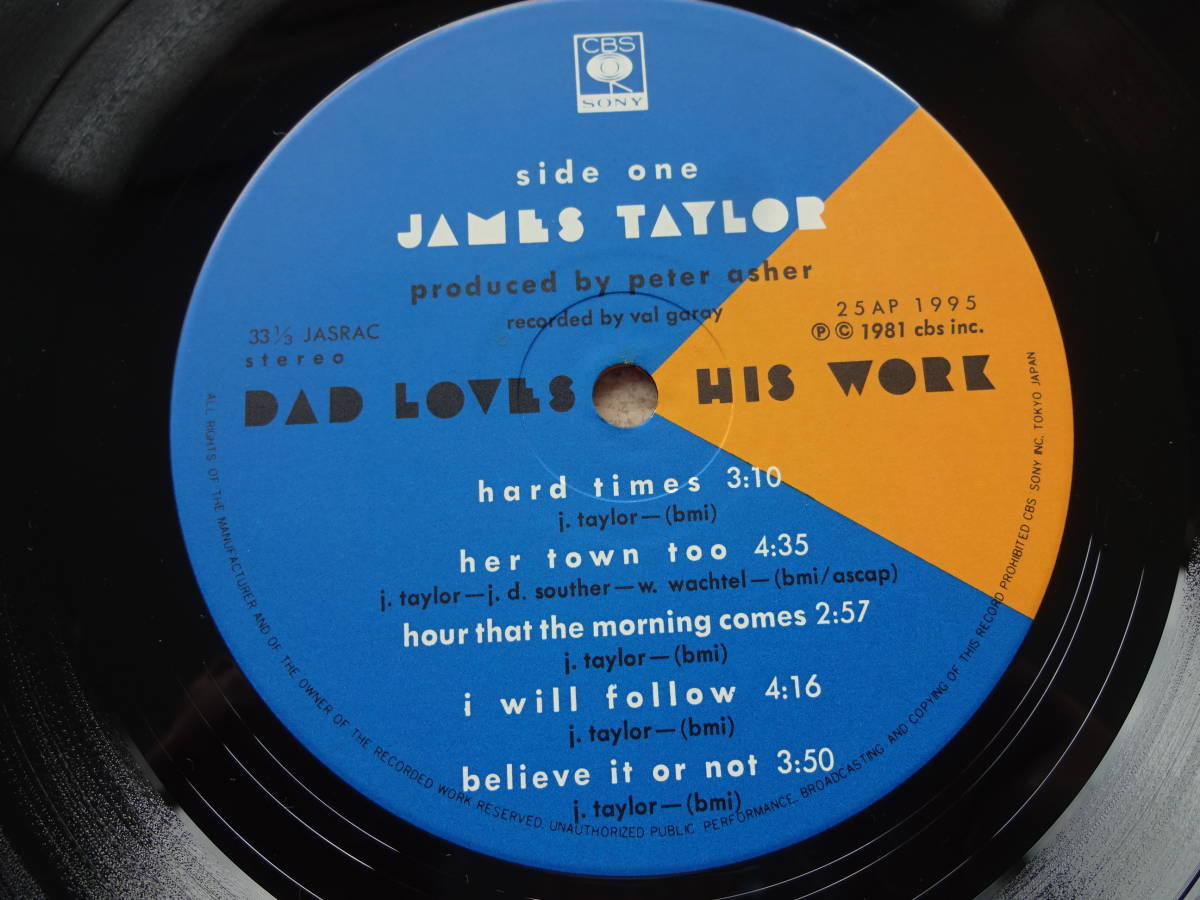 CBS
SONY
side one
JAMES TAYLOR
produced by peter asher
recorded by val garay
33 1/3 JASRAC
stereo
25AP 1995
Ⓟ © 1981 cbs inc.
DAD LOVES HIS WORK
hard times 3:10
j. taylor—(bmi)
her town too 4:35
j. taylor—j. d. souther—w. wachtel—(bmi/ascap)
hour that the morning comes 2:57
j. taylor—(bmi)
i will follow 4:16
j. taylor—(bmi)
believe it or not 3:50
j. taylor—(bmi)
ALL RIGHTS OF THE MANUFACTURER AND OF THE OWNER OF THE RECORDED WORK RESERVED. UNAUTHORIZED PUBLIC PERFORMANCE, BROADCASTING AND COPYING OF THIS RECORD PROHIBITED CBS SONY INC. TOKYO JAPAN